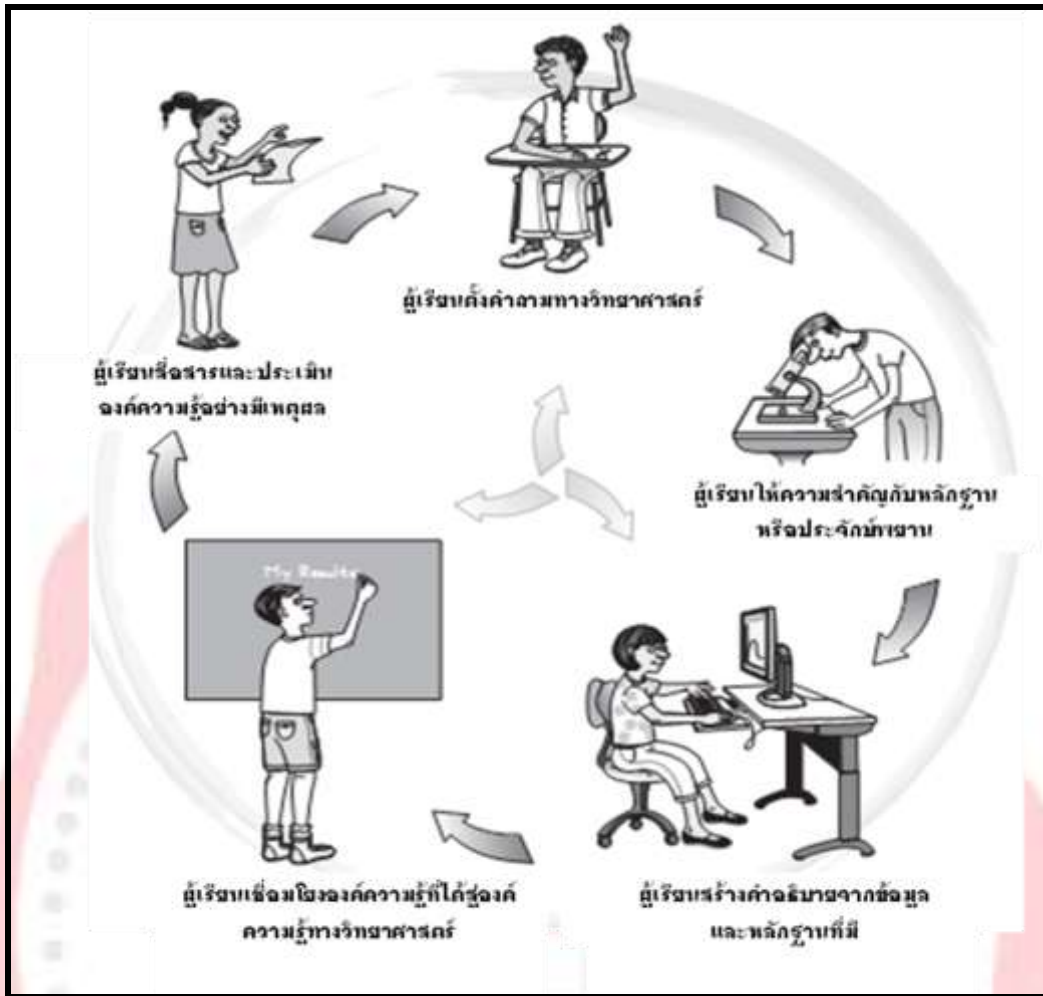 ผู้เรียนตั้งคำถามทางวิทยาศาสตร์
ผู้เรียนให้ความสำคัญกับหลักฐาน
หรือประจักษ์พยาน
ผู้เรียนสร้างคำอธิบายจากข้อมูล
และหลักฐานที่มี
ผู้เรียนเชื่อมโยงองค์ความรู้ที่ได้สู่องค์
ความรู้ทางวิทยาศาสตร์
My Results
ผู้เรียนสื่อสารและประเมิน
องค์ความรู้อย่างมีเหตุผล